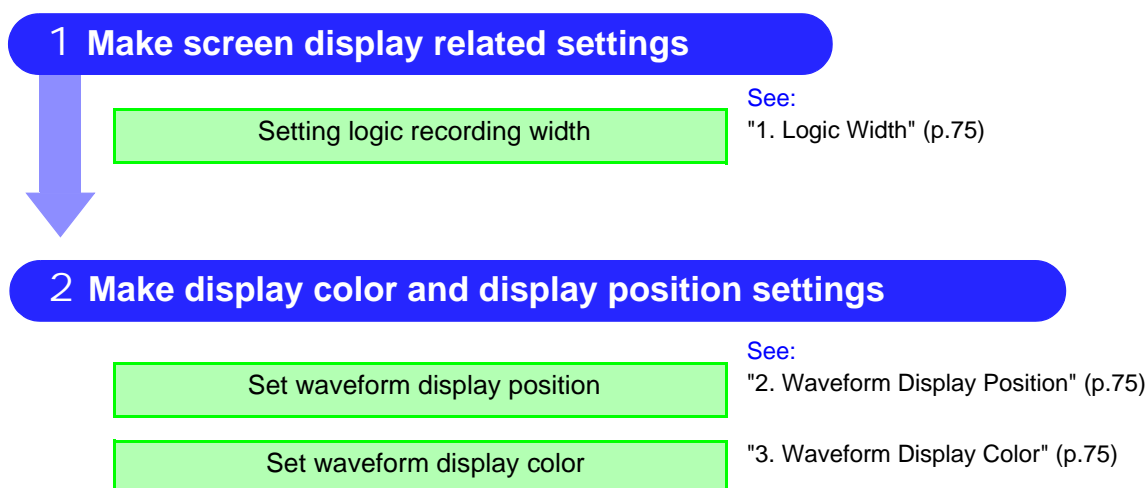 1 Make screen display related settings
See:
Setting logic recording width
"1. Logic Width" (p.75)
2 Make display color and display position settings
See:
Set waveform display position
"2. Waveform Display Position" (p.75)
Set waveform display color
"3. Waveform Display Color" (p.75)